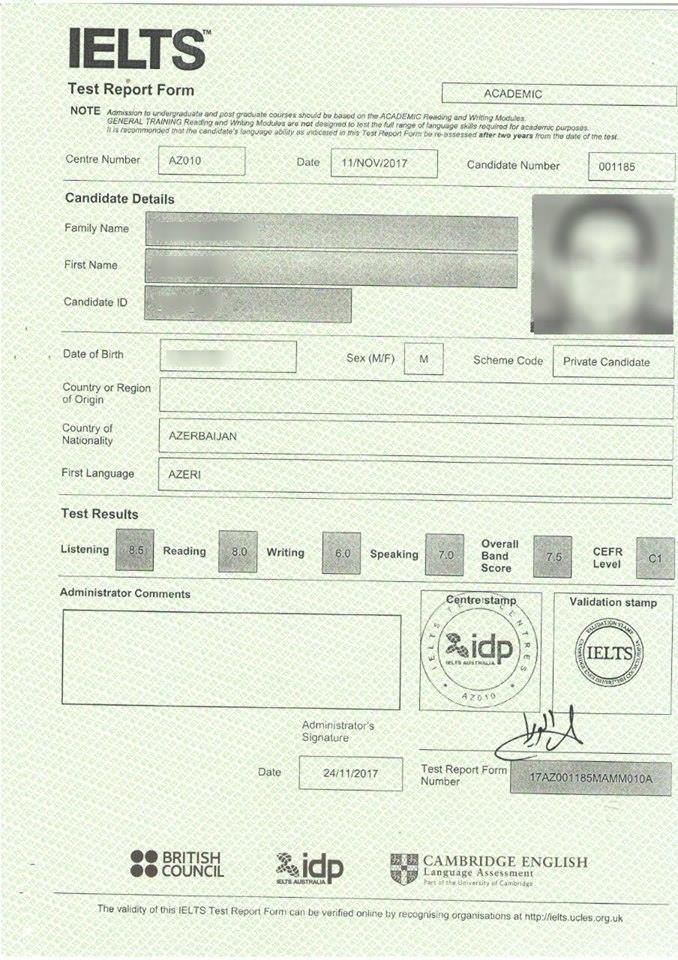 IELTS™
Test Report Form
ACADEMIC
NOTE Admission to undergraduate and post graduate courses should be based on the ACADEMIC Reading and Writing Modules.
GENERAL TRAINING Reading and Writing Modules are not designed to test the full range of language skills required for academic purposes.
It is recommended that the candidate's language ability as indicated in this Test Report Form be re-assessed after two years from the date of the test.
Centre Number AZ010 Date 11/NOV/2017 Candidate Number 001185
Candidate Details
Family Name
First Name
Candidate ID
Date of Birth Sex (M/F) M Scheme Code Private Candidate
Country or Region
of Origin
Country of
Nationality AZERBAIJAN
First Language AZERI
Test Results
Listening 8.5 Reading 8.0 Writing 6.0 Speaking 7.0 Overall Band Score 7.5 CEFR Level C1
Administrator Comments
Centre stamp
Validation stamp
IELTS TEST CENTRES
idp
IELTS AUSTRALIA
AZ010
VALIDATION STAMP
IELTS
Administrator's
Signature
Date 24/11/2017
Test Report Form
Number 17AZ001185MAMM010A
BRITISH
COUNCIL
idp
IELTS AUSTRALIA
CAMBRIDGE ENGLISH
Language Assessment
Part of the University of Cambridge
The validity of this IELTS Test Report Form can be verified online by recognising organisations at http://ielts.ucles.org.uk